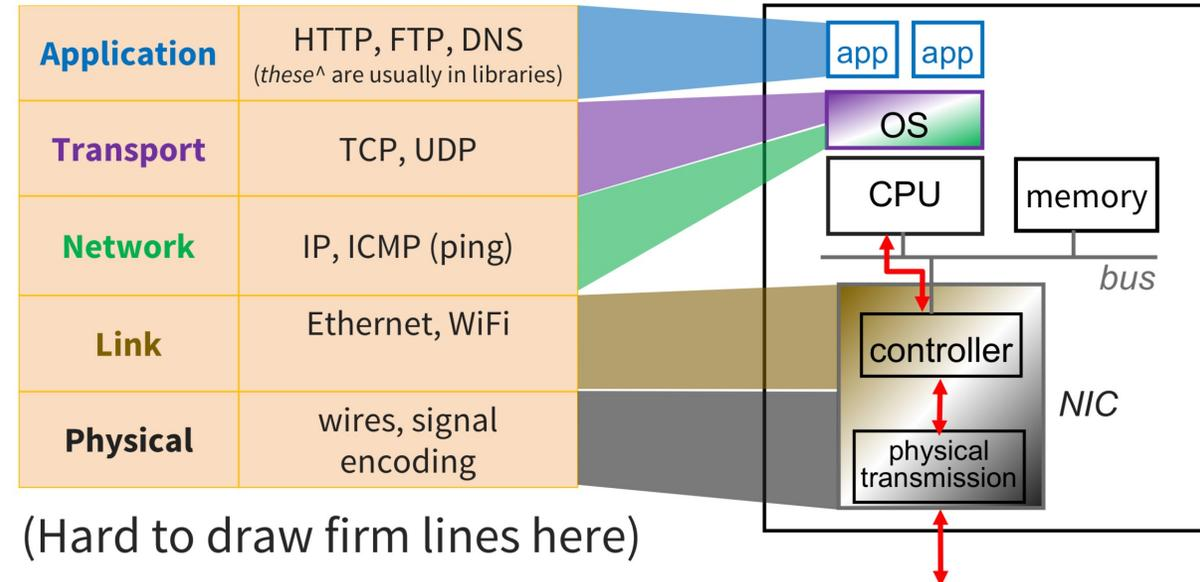 Application
HTTP, FTP, DNS
(these^ are usually in libraries)
Transport
TCP, UDP
Network
IP, ICMP (ping)
Link
Ethernet, WiFi
Physical
wires, signal
encoding
(Hard to draw firm lines here)
app
app
OS
CPU
memory
bus
controller
NIC
physical
transmission